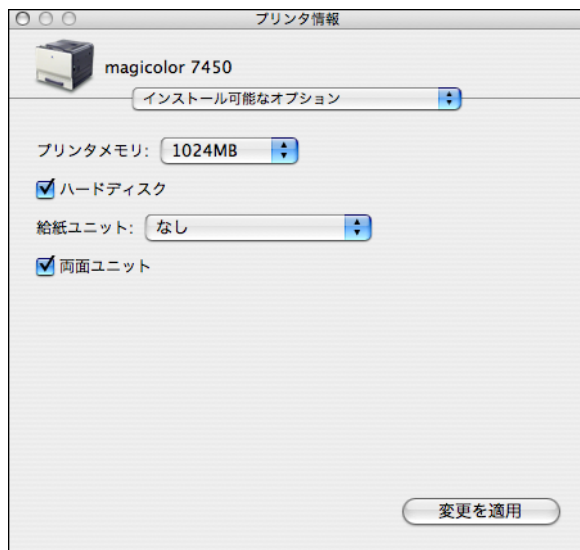 プリンタ情報
magicolor 7450
インストール可能なオプション
プリンタメモリ: 1024MB
ハードディスク
給紙ユニット: なし
両面ユニット
変更を適用